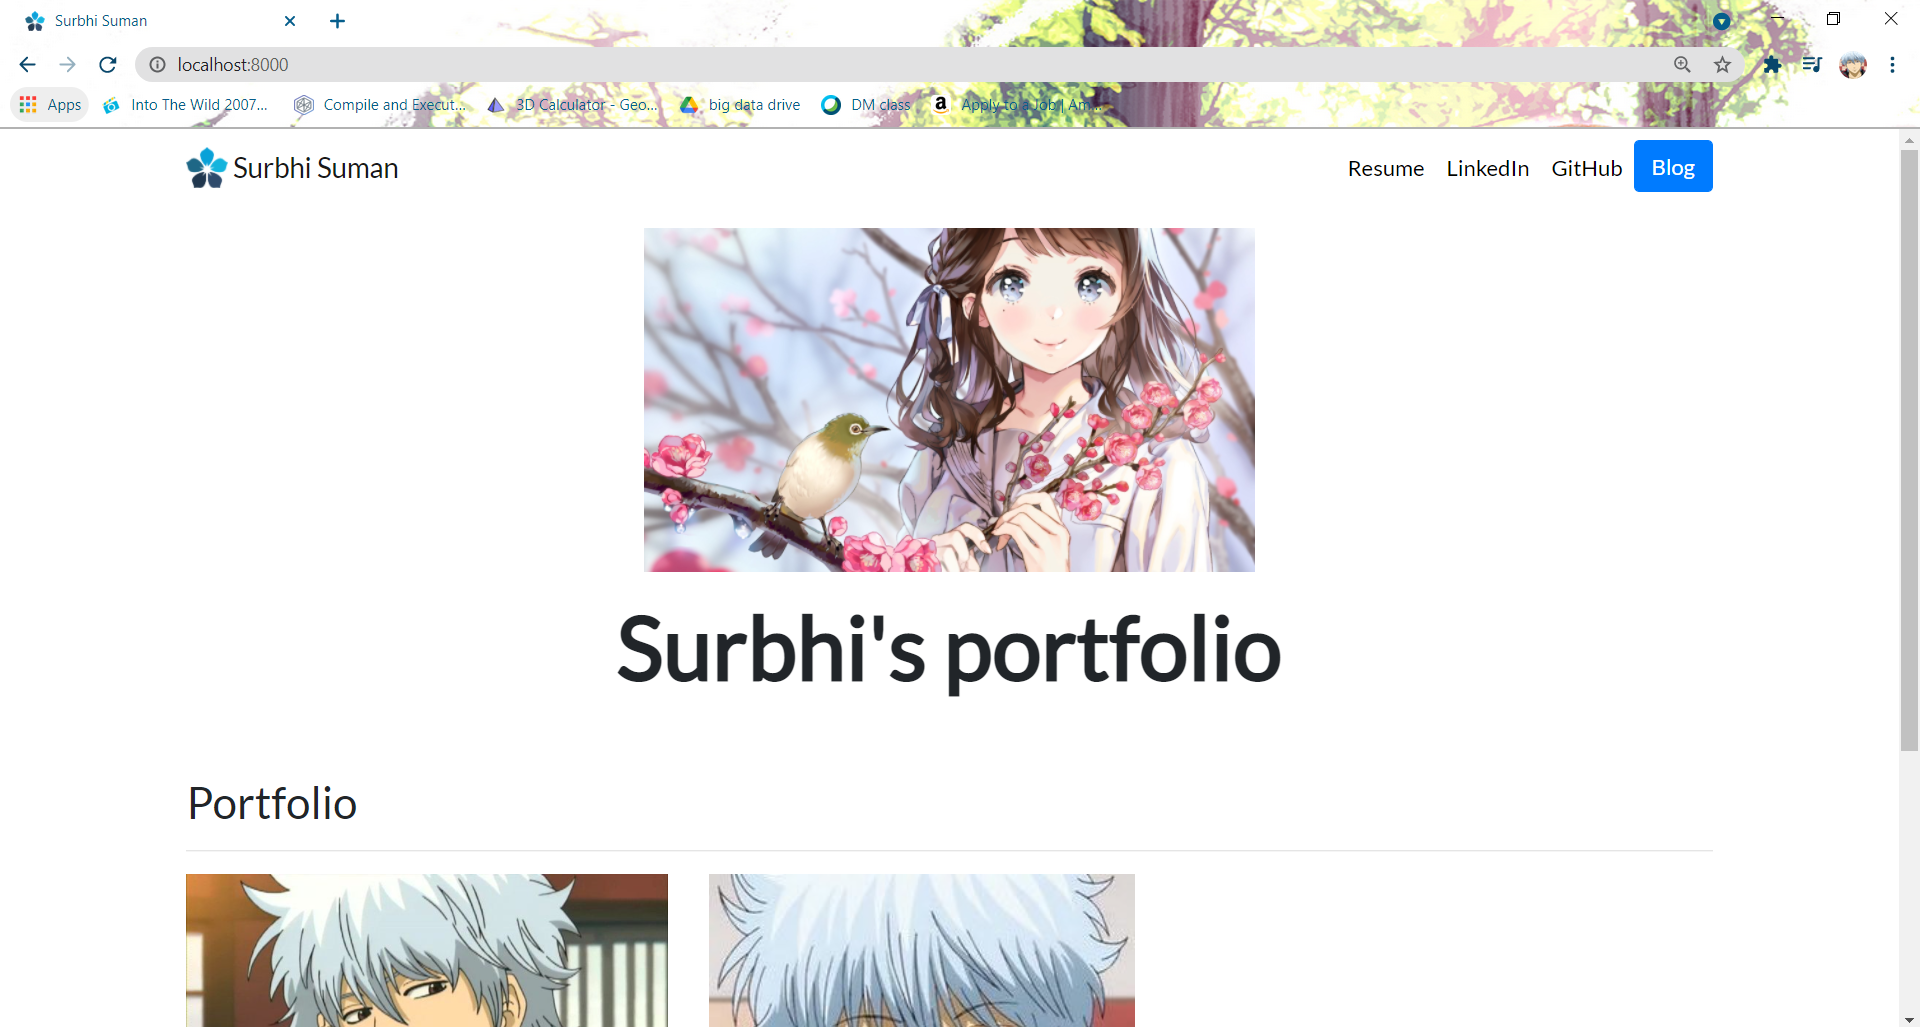 Surbhi Suman
localhost:8000
Apps Into The Wild 2007... Compile and Execut... 3D Calculator - Geo... big data drive DM class Apply to a Job | Am...
Surbhi Suman Resume LinkedIn GitHub Blog
Surbhi's portfolio
Portfolio